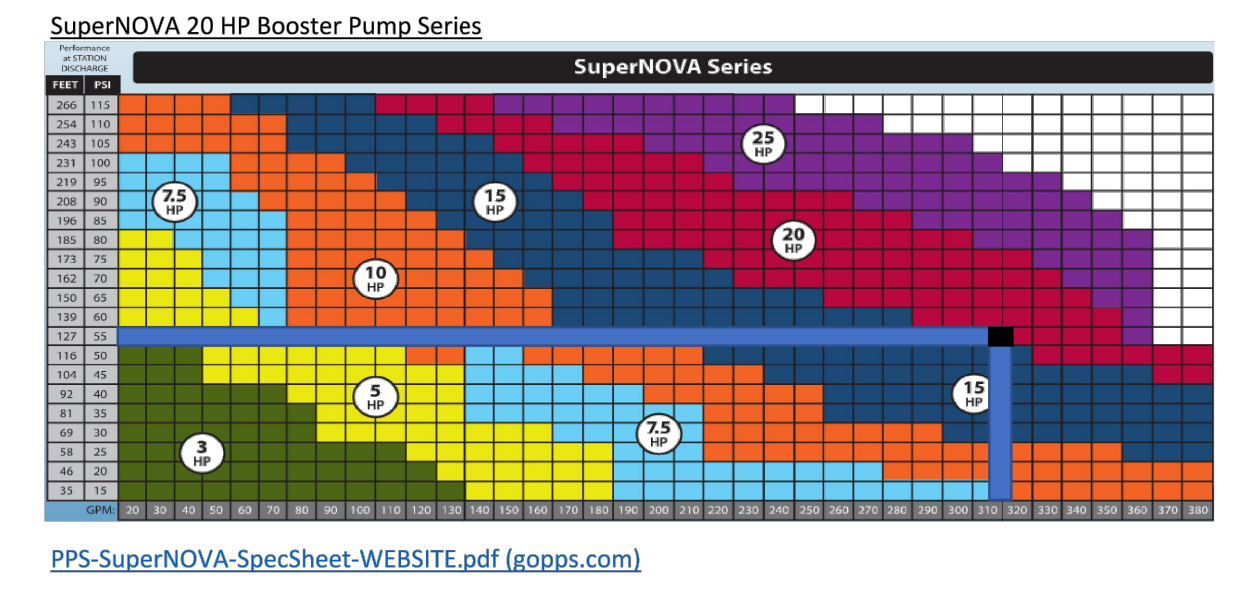 SuperNOVA 20 HP Booster Pump Series
Performance
at STATION
DISCHARGE
SuperNOVA Series
FEET PSI
266 115
254 110
243 105
25
HP
231 100
219 95
208 90
7.5
HP
15
HP
196 85
185 80
20
HP
173 75
162 70
10
HP
150 65
139 60
127 55
116 50
104 45
92 40
5
HP
15
HP
81 35
69 30
7.5
HP
58 25
3
HP
46 20
35 15
GPM: 20 30 40 50 60 70 80 90 100 110 120 130 140 150 160 170 180 190 200 210 220 230 240 250 260 270 280 290 300 310 320 330 340 350 360 370 380
PPS-SuperNOVA-SpecSheet-WEBSITE.pdf (gopps.com)